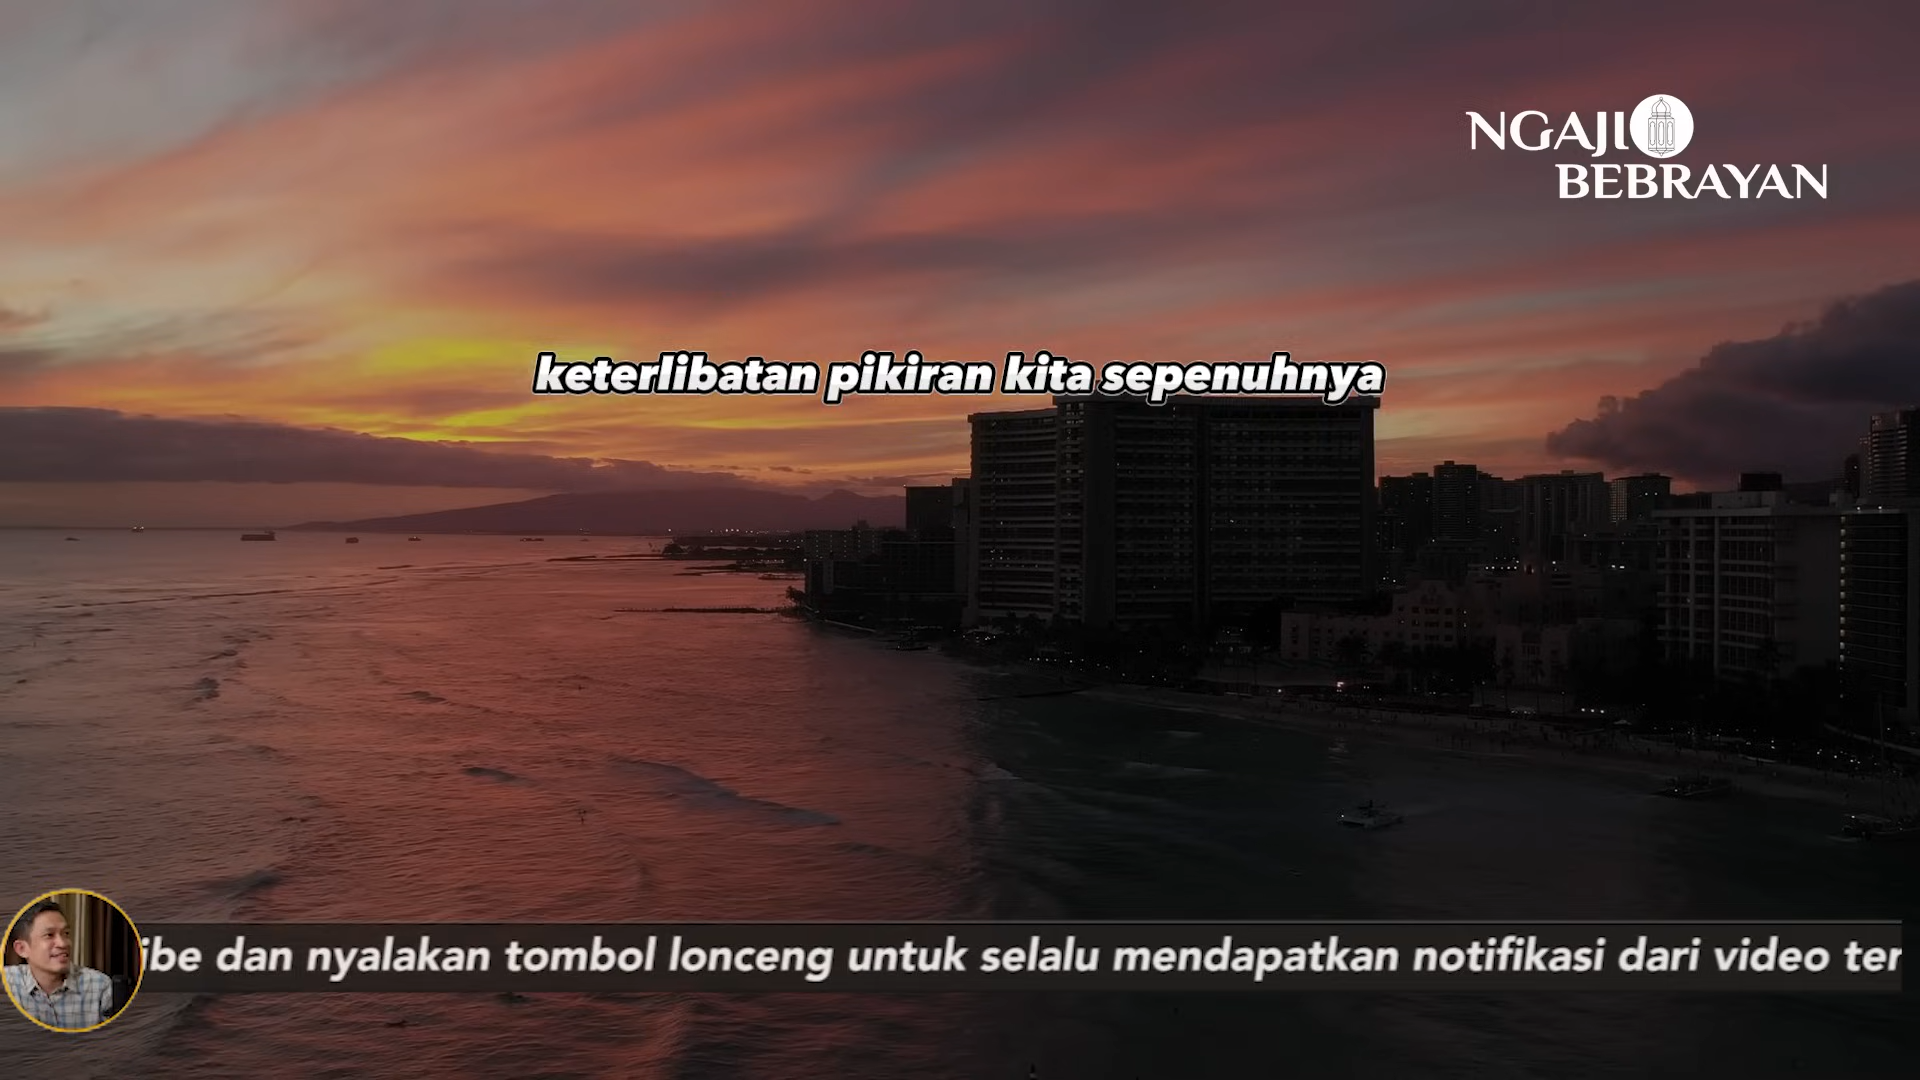 NGAJI
BEBRAYAN
keterlibatan pikiran kita sepenuhnya
ibe dan nyalakan tombol lonceng untuk selalu mendapatkan notifikasi dari video ter